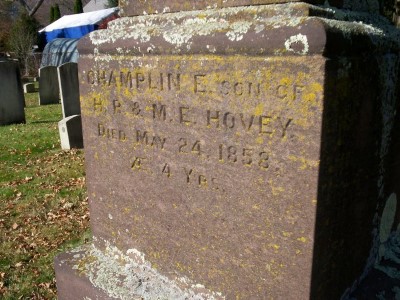 CHAMPLIN E. SON OF
H. R. & M. E. HOVEY.
DIED MAY 24, 1858.
Æ. 4 YRS.